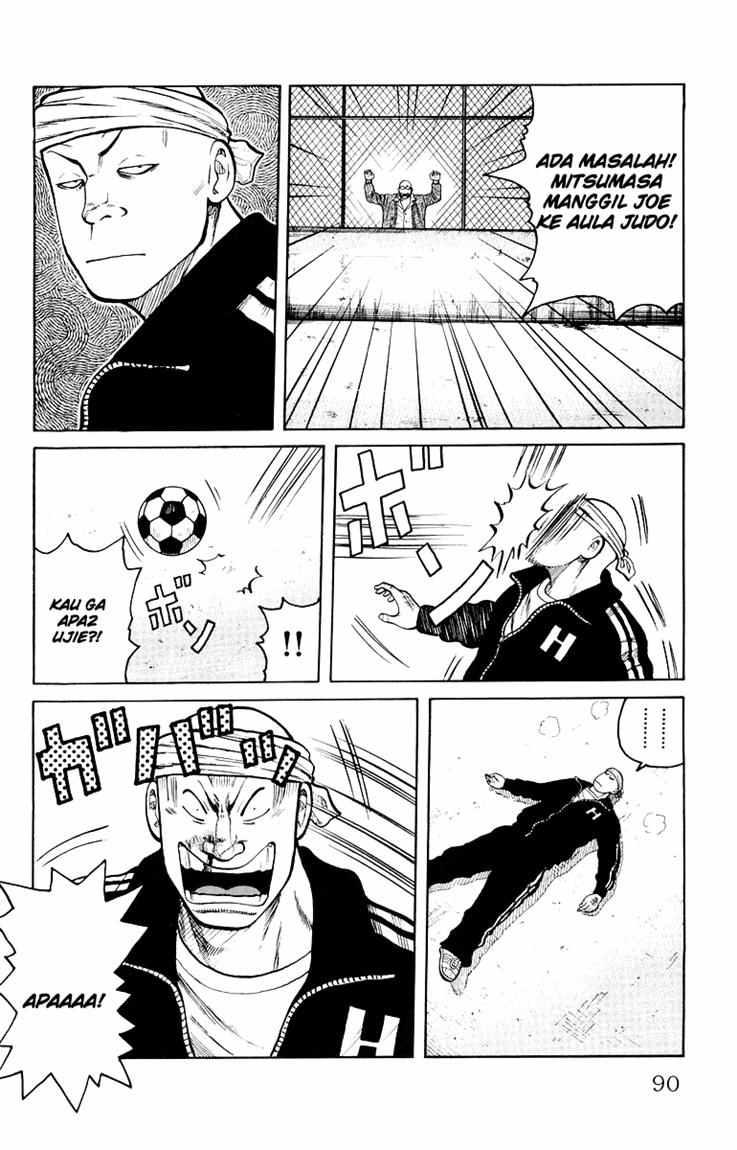 ADA MASALAH!
MITSUMASA
MANGGIL JOE
KE AULA JUDO!
ボ
ン
KAU GA
APA2
UJIE?!
ボ
ン
!!
ガバッ
APAAAA!
H
H
H
90